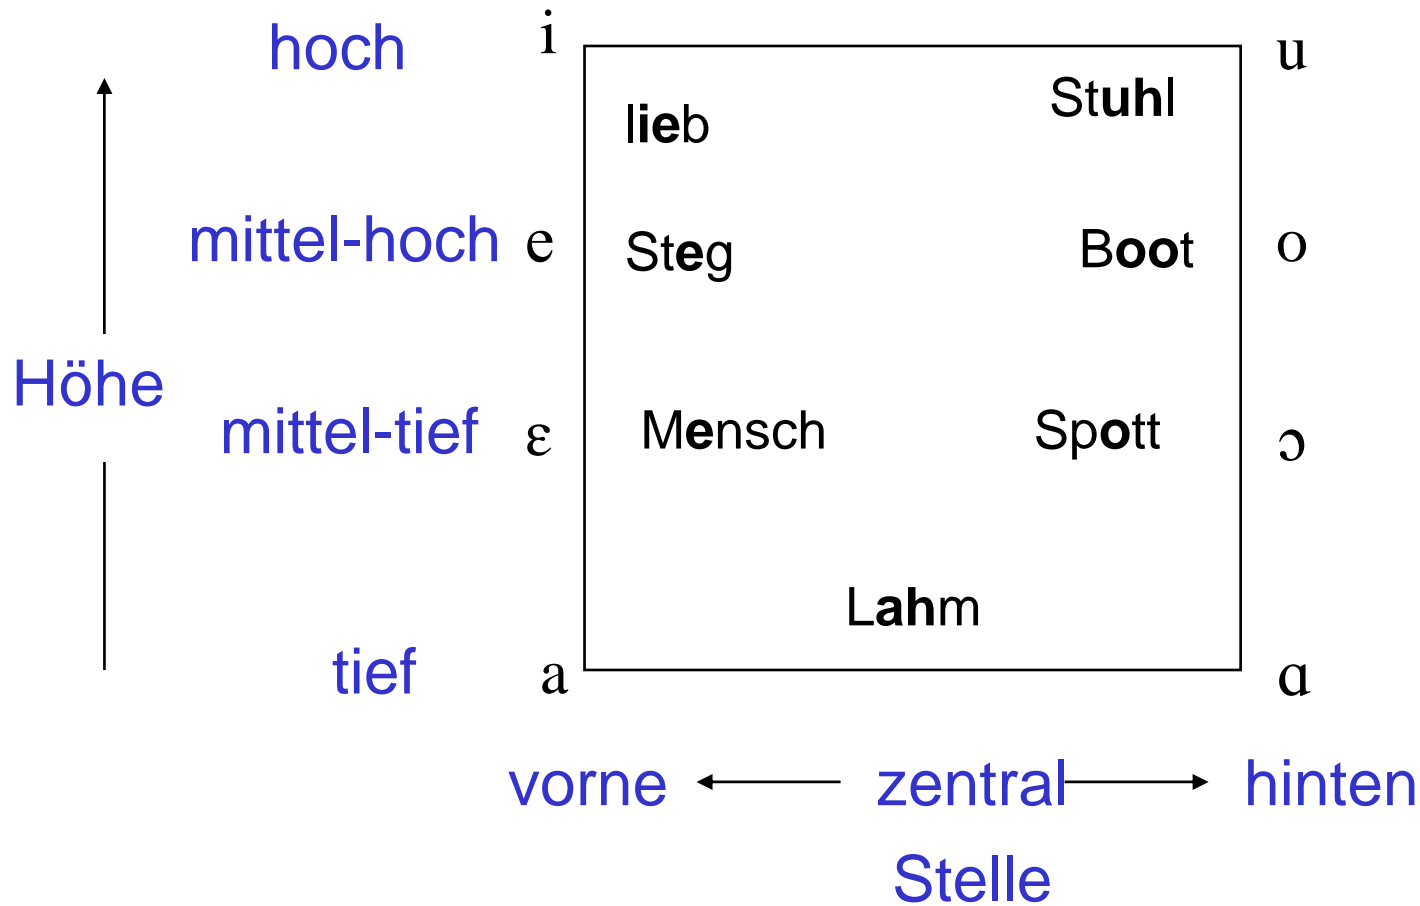 hoch i u
lieb Stuhl
mittel-hoch e Steg Boot o
Höhe
mittel-tief ɛ Mensch Spott ɔ
Lahm
tief a ɑ
vorne zentral hinten
Stelle